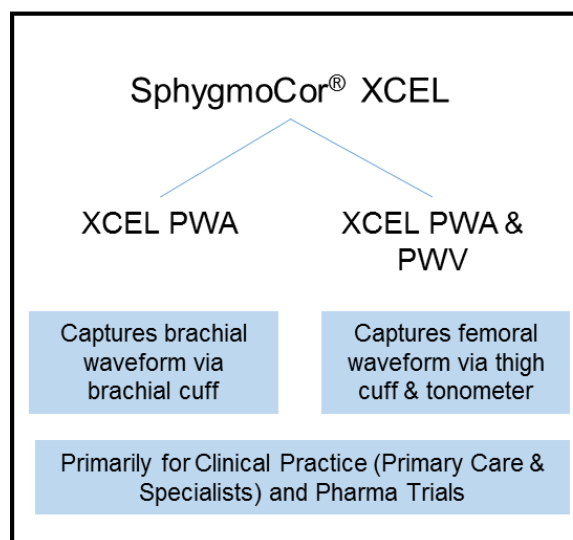 SphygmoCor® XCEL
XCEL PWA
XCEL PWA &
PWV
Captures brachial
waveform via
brachial cuff
Captures femoral
waveform via thigh
cuff & tonometer
Primarily for Clinical Practice (Primary Care &
Specialists) and Pharma Trials